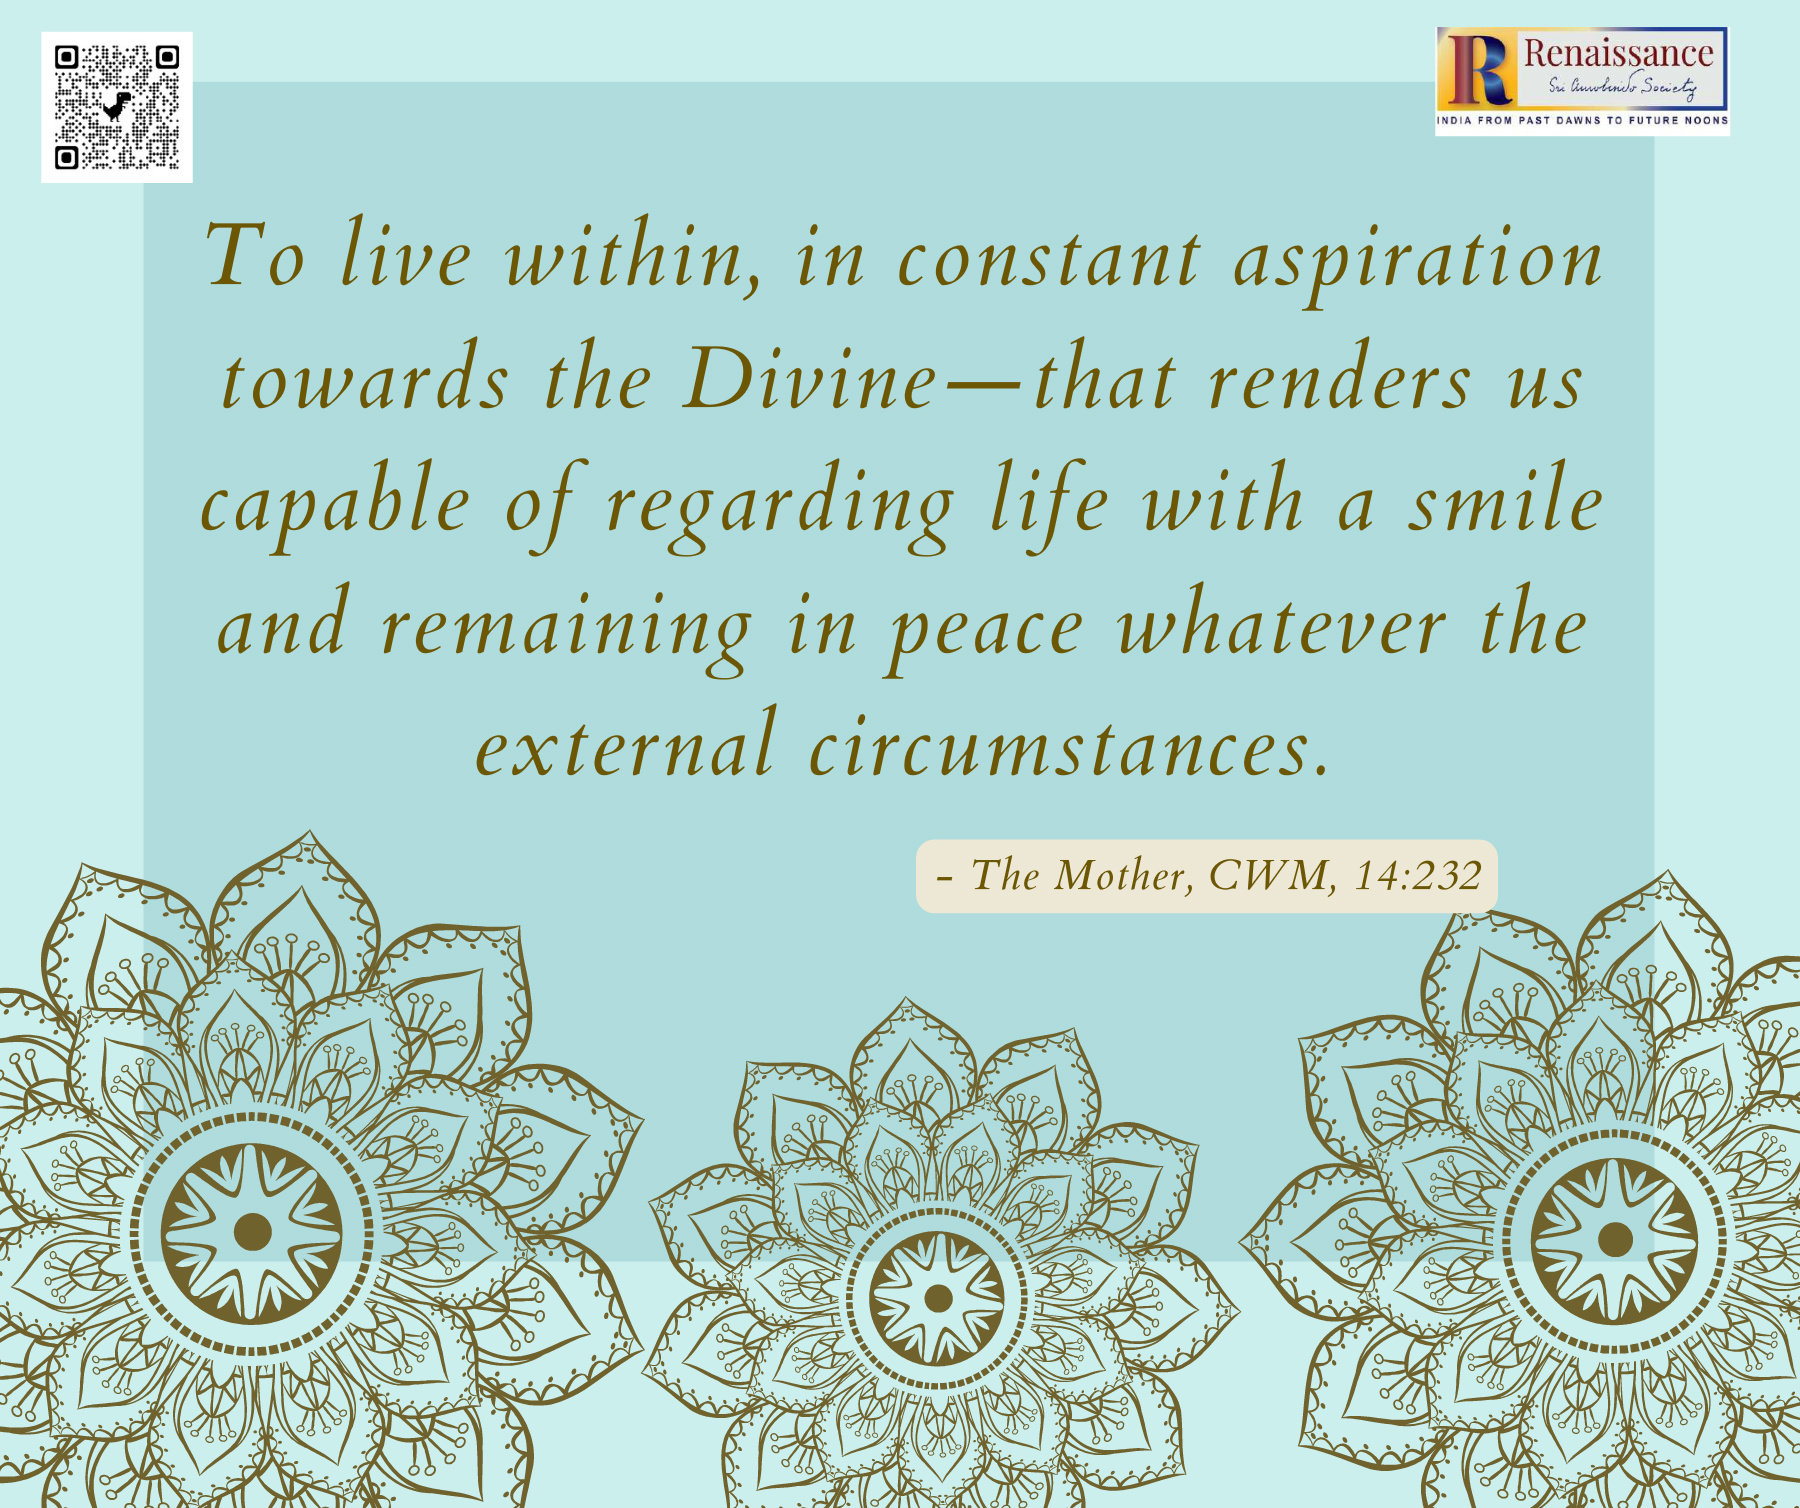 Renaissance
Sri Aurobindo Society
INDIA FROM PAST DAWNS TO FUTURE NOONS
To live within, in constant aspiration
towards the Divine—that renders us
capable of regarding life with a smile
and remaining in peace whatever the
external circumstances.
- The Mother, CWM, 14:232